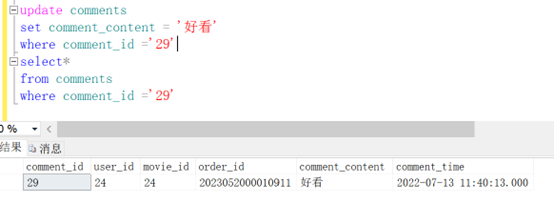 update comments
set comment_content = '好看'
where comment_id ='29'
select*
from comments
where comment_id ='29'
0 %
结果 消息
comment_id user_id movie_id order_id comment_content comment_time
29 24 24 2023052000010911 好看 2022-07-13 11:40:13.000